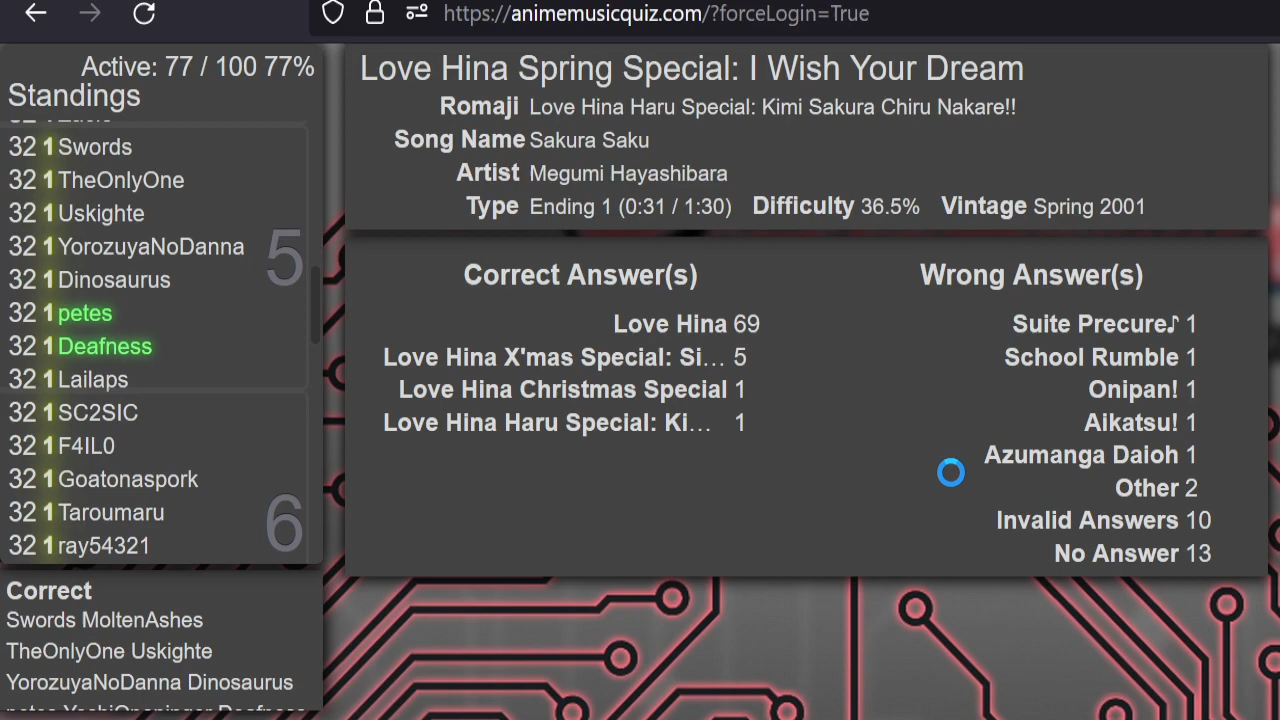 https://animemusicquiz.com/?forceLogin=True
Active: 77 / 100 77%
Standings
32 1 Swords
32 1 TheOnlyOne
32 1 Uskighte
32 1 YorozuyaNoDanna
5
32 1 Dinosaurus
32 1 petes
32 1 Deafness
32 1 Lailaps
32 1 SC2SIC
32 1 F4IL0
32 1 Goatonaspork
32 1 Taroumaru
6
32 1 ray54321
Correct
Swords MoltenAshes
TheOnlyOne Uskighte
YorozuyaNoDanna Dinosaurus
Love Hina Spring Special: I Wish Your Dream
Romaji Love Hina Haru Special: Kimi Sakura Chiru Nakare!!
Song Name Sakura Saku
Artist Megumi Hayashibara
Type Ending 1 (0:31 / 1:30) Difficulty 36.5% Vintage Spring 2001
Correct Answer(s)
Love Hina 69
Love Hina X'mas Special: Si... 5
Love Hina Christmas Special 1
Love Hina Haru Special: Ki... 1
Wrong Answer(s)
Suite Precure♪ 1
School Rumble 1
Onipan! 1
Aikatsu! 1
Azumanga Daioh 1
Other 2
Invalid Answers 10
No Answer 13